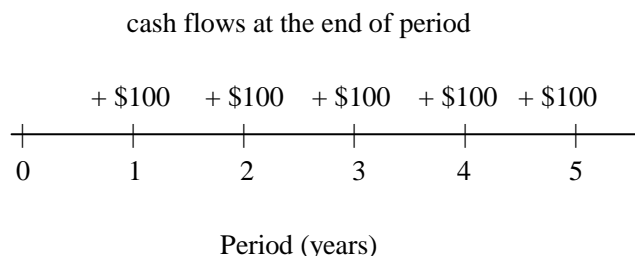 cash flows at the end of period
+ $100 + $100 + $100 + $100 + $100
0 1 2 3 4 5
Period (years)